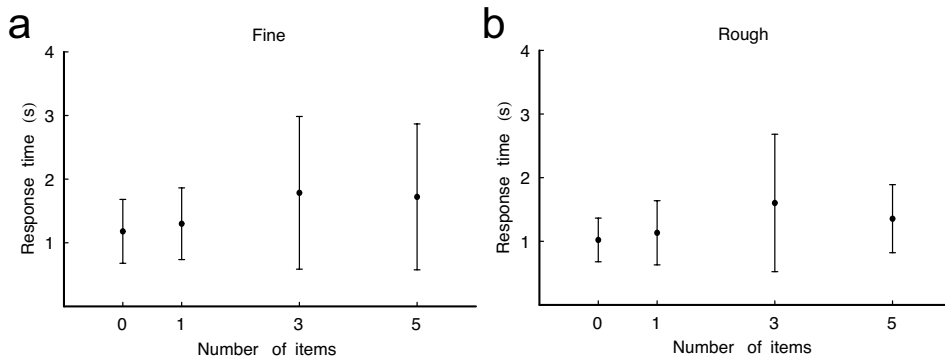 a
Fine
4
3
2
1
Response time (s)
0 1 3 5
Number of items
b
Rough
4
3
2
1
Response time (s)
0 1 3 5
Number of items